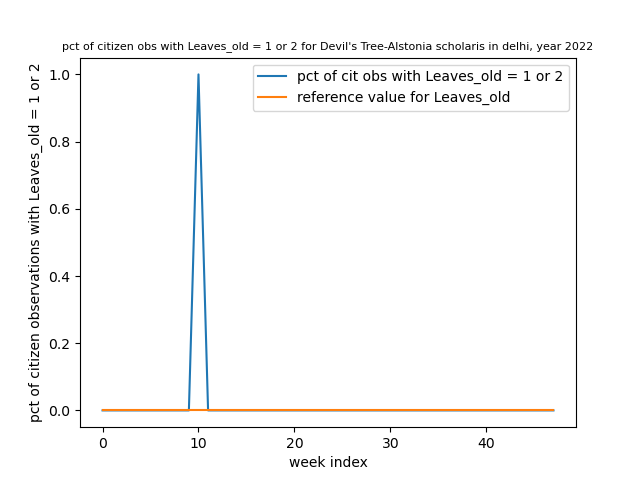 pct of citizen obs with Leaves_old = 1 or 2 for Devil's Tree-Alstonia scholaris in delhi, year 2022
pct of cit obs with Leaves_old = 1 or 2
reference value for Leaves_old
pct of citizen observations with Leaves_old = 1 or 2
1.0
0.8
0.6
0.4
0.2
0.0
0 10 20 30 40
week index